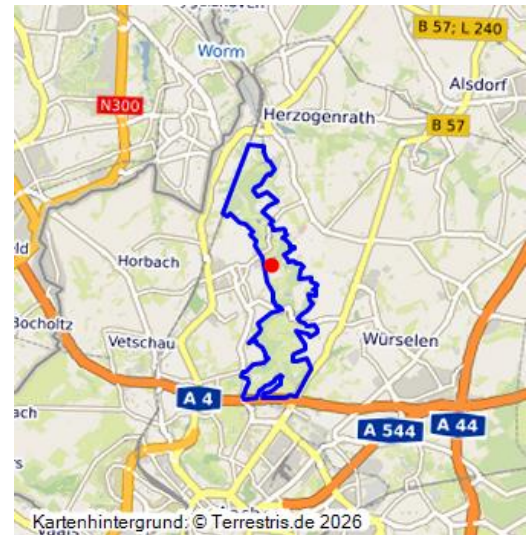 Worm
B 57; L 240
Alsdorf
N300
Herzogenrath
B 57
Horbach
Bocholtz
Vetschau
Würselen
A 4
A 544
A 44
Kartenhintergrund: © Terrestris.de 2026